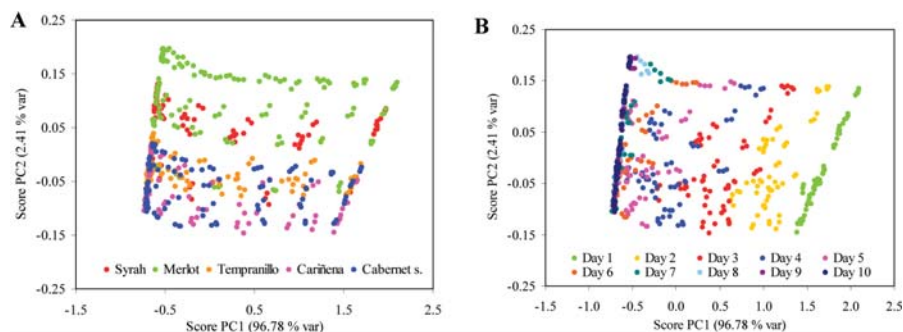 A
0.25
0.15
0.05
-0.05
-0.15
-0.25
Score PC2 (2.41 % var)
Syrah Merlot Tempranillo Cariñena Cabernet s.
-1.5 -0.5 0.5 1.5 2.5
Score PC1 (96.78 % var)
B
0.25
0.15
0.05
-0.05
-0.15
-0.25
Score PC2 (2.41 % var)
Day 1 Day 2 Day 3 Day 4 Day 5
Day 6 Day 7 Day 8 Day 9 Day 10
-1.5 -1.0 -0.5 0.0 0.5 1.0 1.5 2.0 2.5
Score PC1 (96.78 % var)